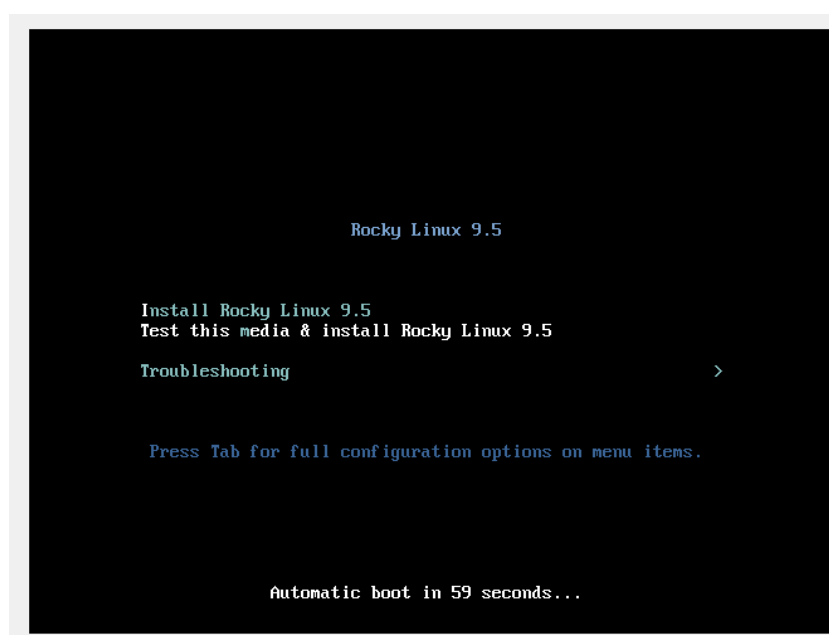 Rocky Linux 9.5
Install Rocky Linux 9.5
Test this media & install Rocky Linux 9.5
Troubleshooting >
Press Tab for full configuration options on menu items.
Automatic boot in 59 seconds...